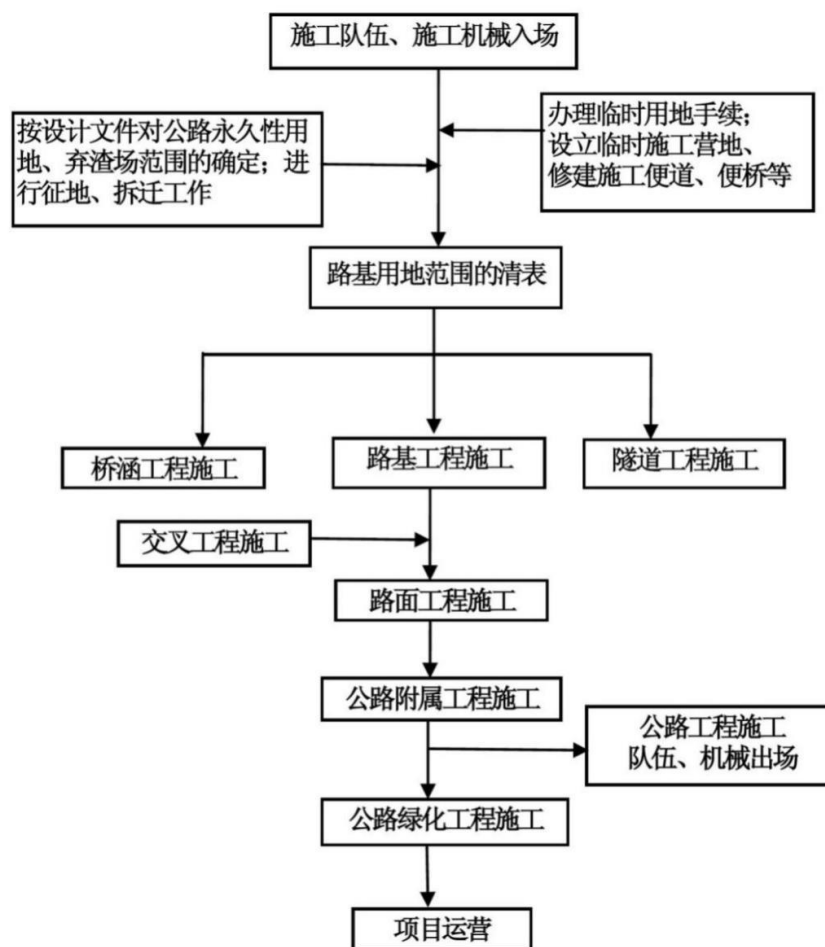 施工队伍、施工机械入场
按设计文件对公路永久性用
地、弃渣场范围的确定；进
行征地、拆迁工作
办理临时用地手续；
设立临时施工营地、
修建施工便道、便桥等
路基用地范围的清表
桥涵工程施工
路基工程施工
隧道工程施工
交叉工程施工
路面工程施工
公路附属工程施工
公路工程施工
队伍、机械出场
公路绿化工程施工
项目运营